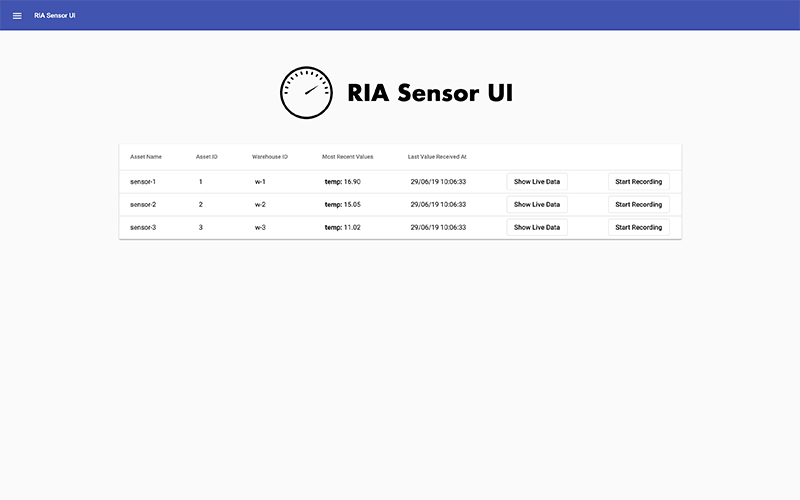 RIA Sensor UI
RIA Sensor UI
Asset Name Asset ID Warehouse ID Most Recent Values Last Value Received At
sensor-1 1 w-1 temp: 16.90 29/06/19 10:06:33 Show Live Data Start Recording
sensor-2 2 w-2 temp: 15.05 29/06/19 10:06:33 Show Live Data Start Recording
sensor-3 3 w-3 temp: 11.02 29/06/19 10:06:33 Show Live Data Start Recording